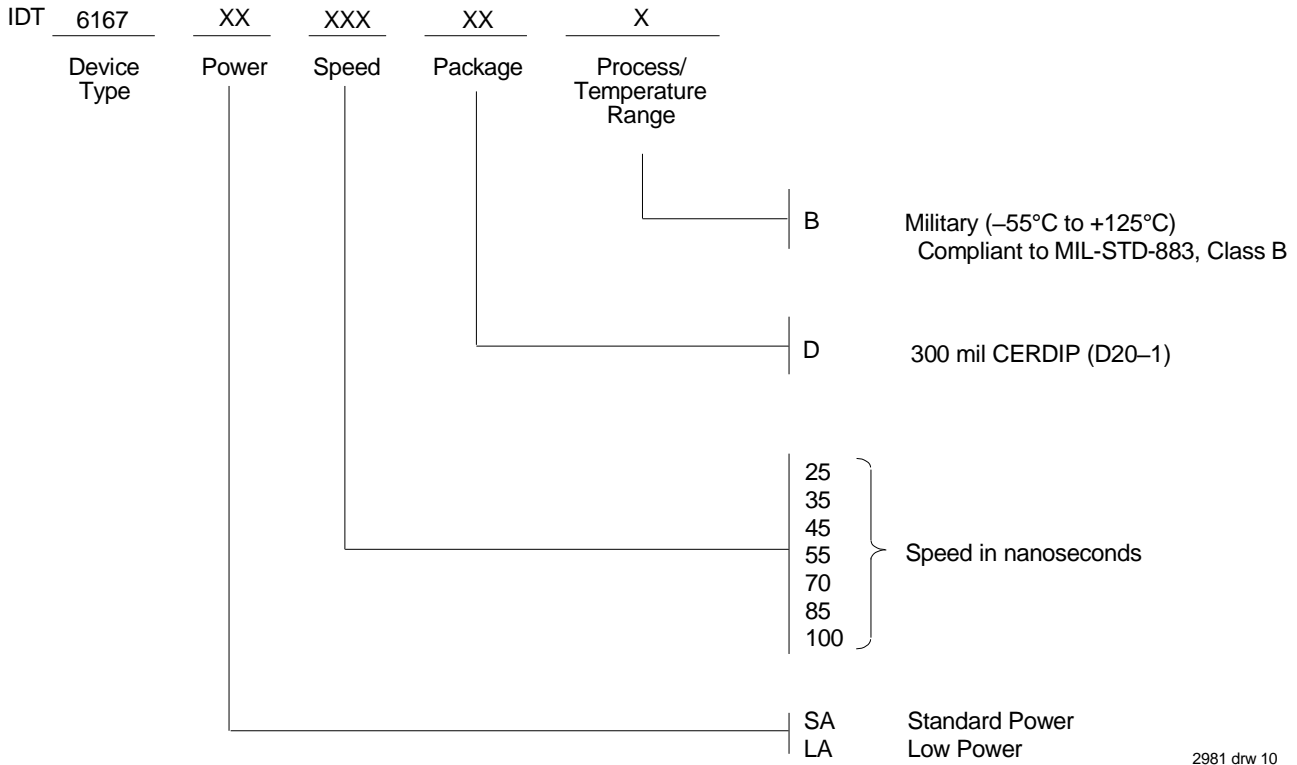 IDT 6167 XX XXX XX X
Device Type
Power
Speed
Package
Process/
Temperature
Range
B Military (–55°C to +125°C)
Compliant to MIL-STD-883, Class B
D 300 mil CERDIP (D20–1)
25
35
45
55
70
85
100
Speed in nanoseconds
SA Standard Power
LA Low Power
2981 drw 10